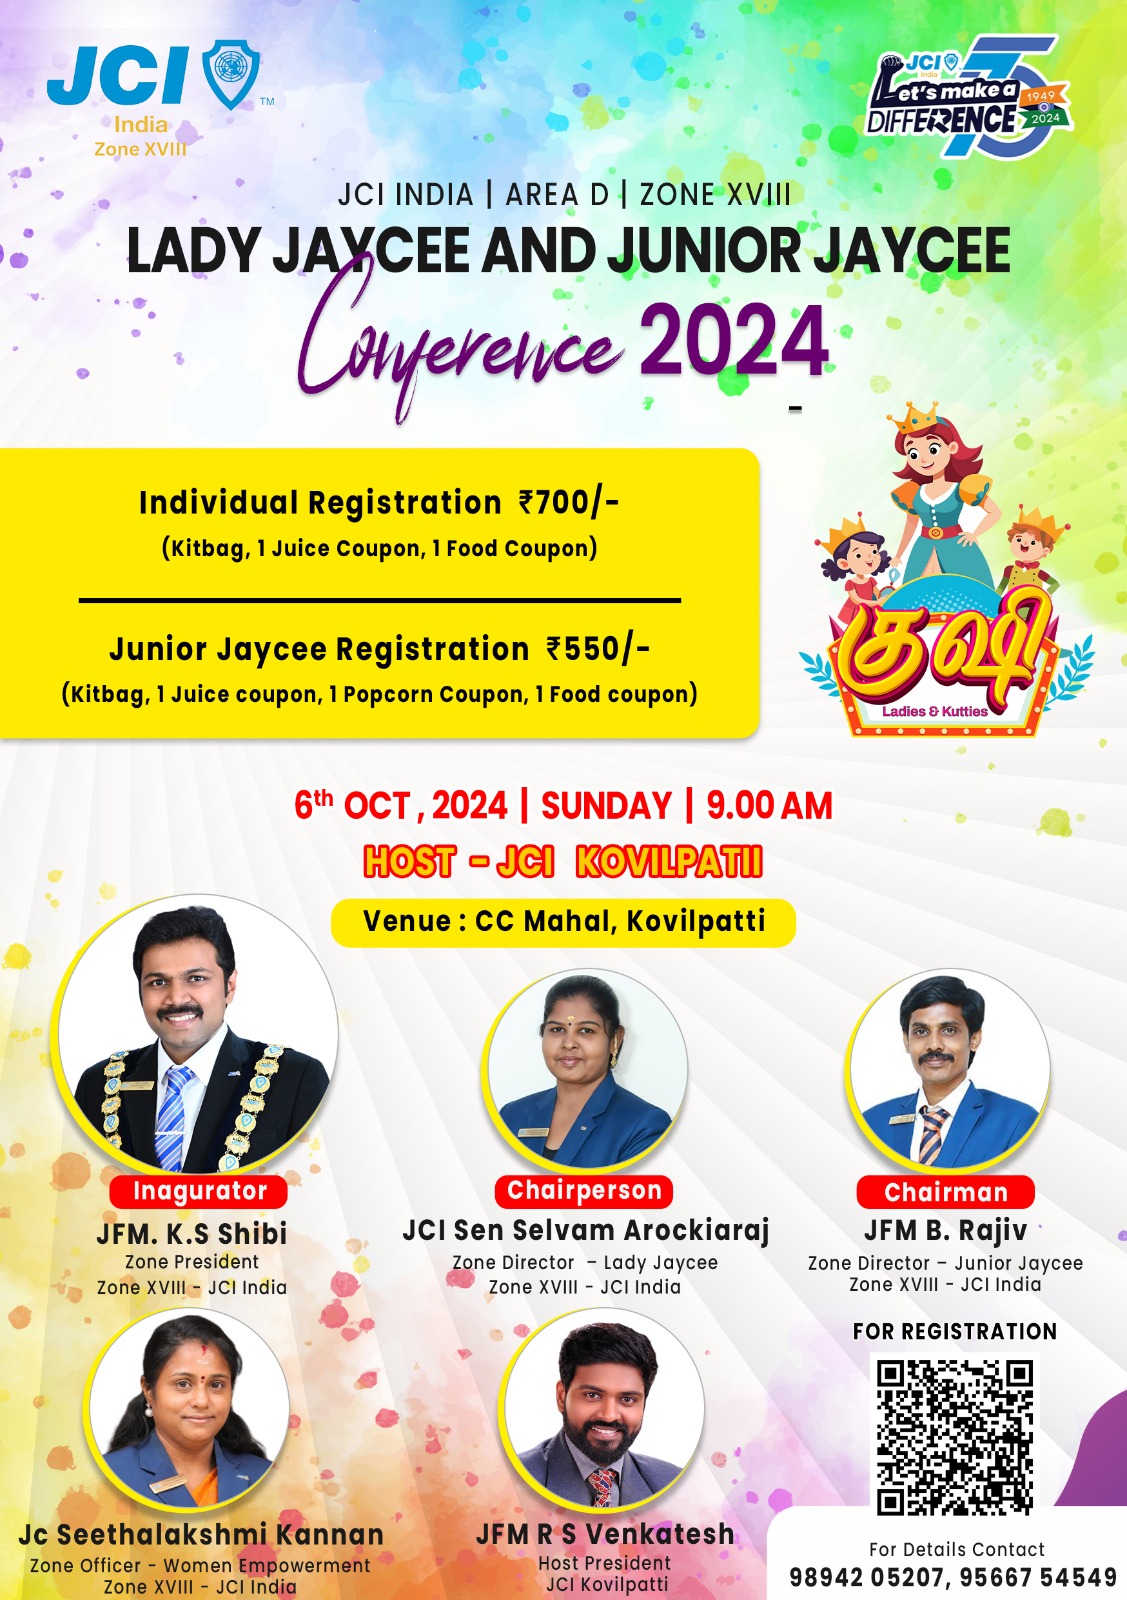 JCI
TM
India
Zone XVIII
JCI
India
Let's make a
DIFFERENCE
75
1949
2024
JCI INDIA | AREA D | ZONE XVIII
LADY JAYCEE AND JUNIOR JAYCEE
Conference 2024
Individual Registration ₹700/-
(Kitbag, 1 Juice Coupon, 1 Food Coupon)
Junior Jaycee Registration ₹550/-
(Kitbag, 1 Juice coupon, 1 Popcorn Coupon, 1 Food coupon)
குஷி
Ladies & Kutties
6th OCT, 2024 | SUNDAY | 9.00 AM
HOST - JCI KOVILPATII
Venue : CC Mahal, Kovilpatti
Inagurator
JFM. K.S Shibi
Zone President
Zone XVIII - JCI India
Chairperson
JCI Sen Selvam Arockiaraj
Zone Director – Lady Jaycee
Zone XVIII - JCI India
Chairman
JFM B. Rajiv
Zone Director – Junior Jaycee
Zone XVIII - JCI India
Jc Seethalakshmi Kannan
Zone Officer - Women Empowerment
Zone XVIII - JCI India
JFM R S Venkatesh
Host President
JCI Kovilpatti
FOR REGISTRATION
For Details Contact
98942 05207, 95667 54549